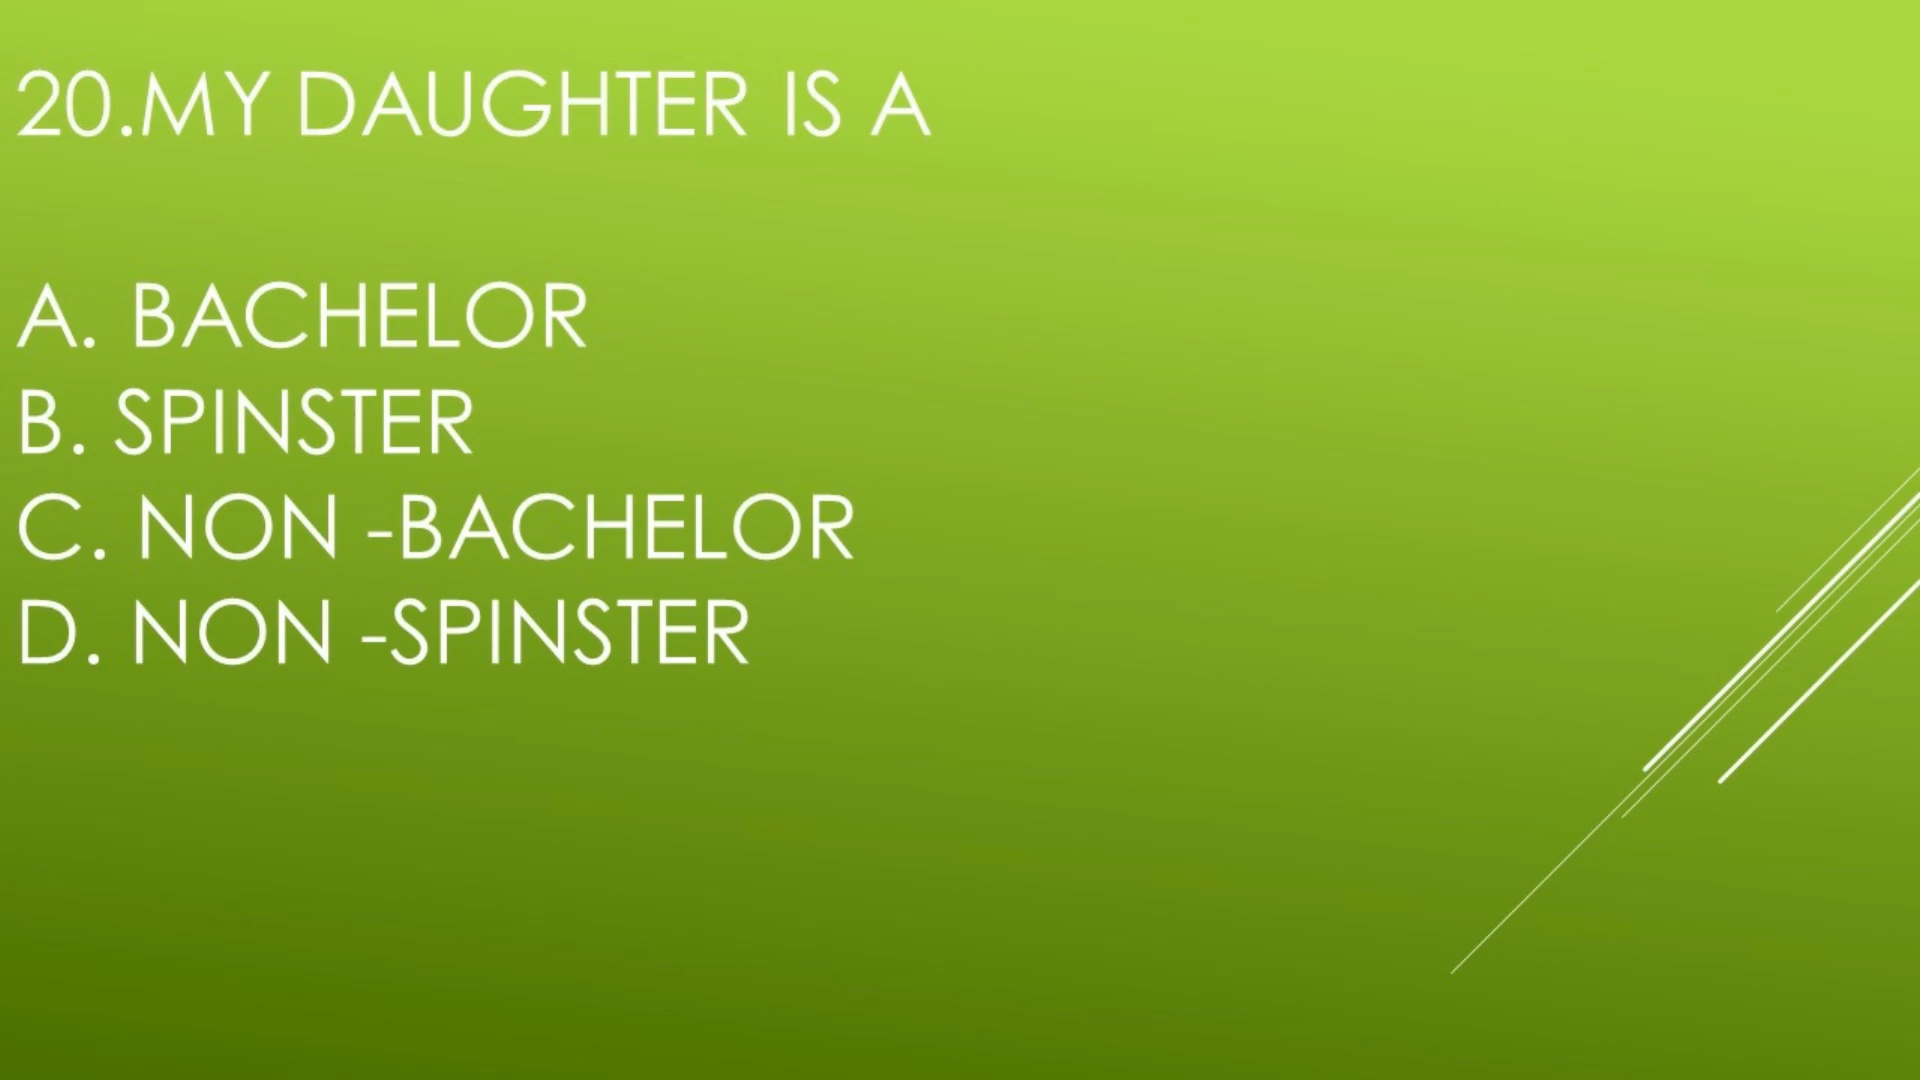 20.MY DAUGHTER IS A
A. BACHELOR
B. SPINSTER
C. NON -BACHELOR
D. NON -SPINSTER